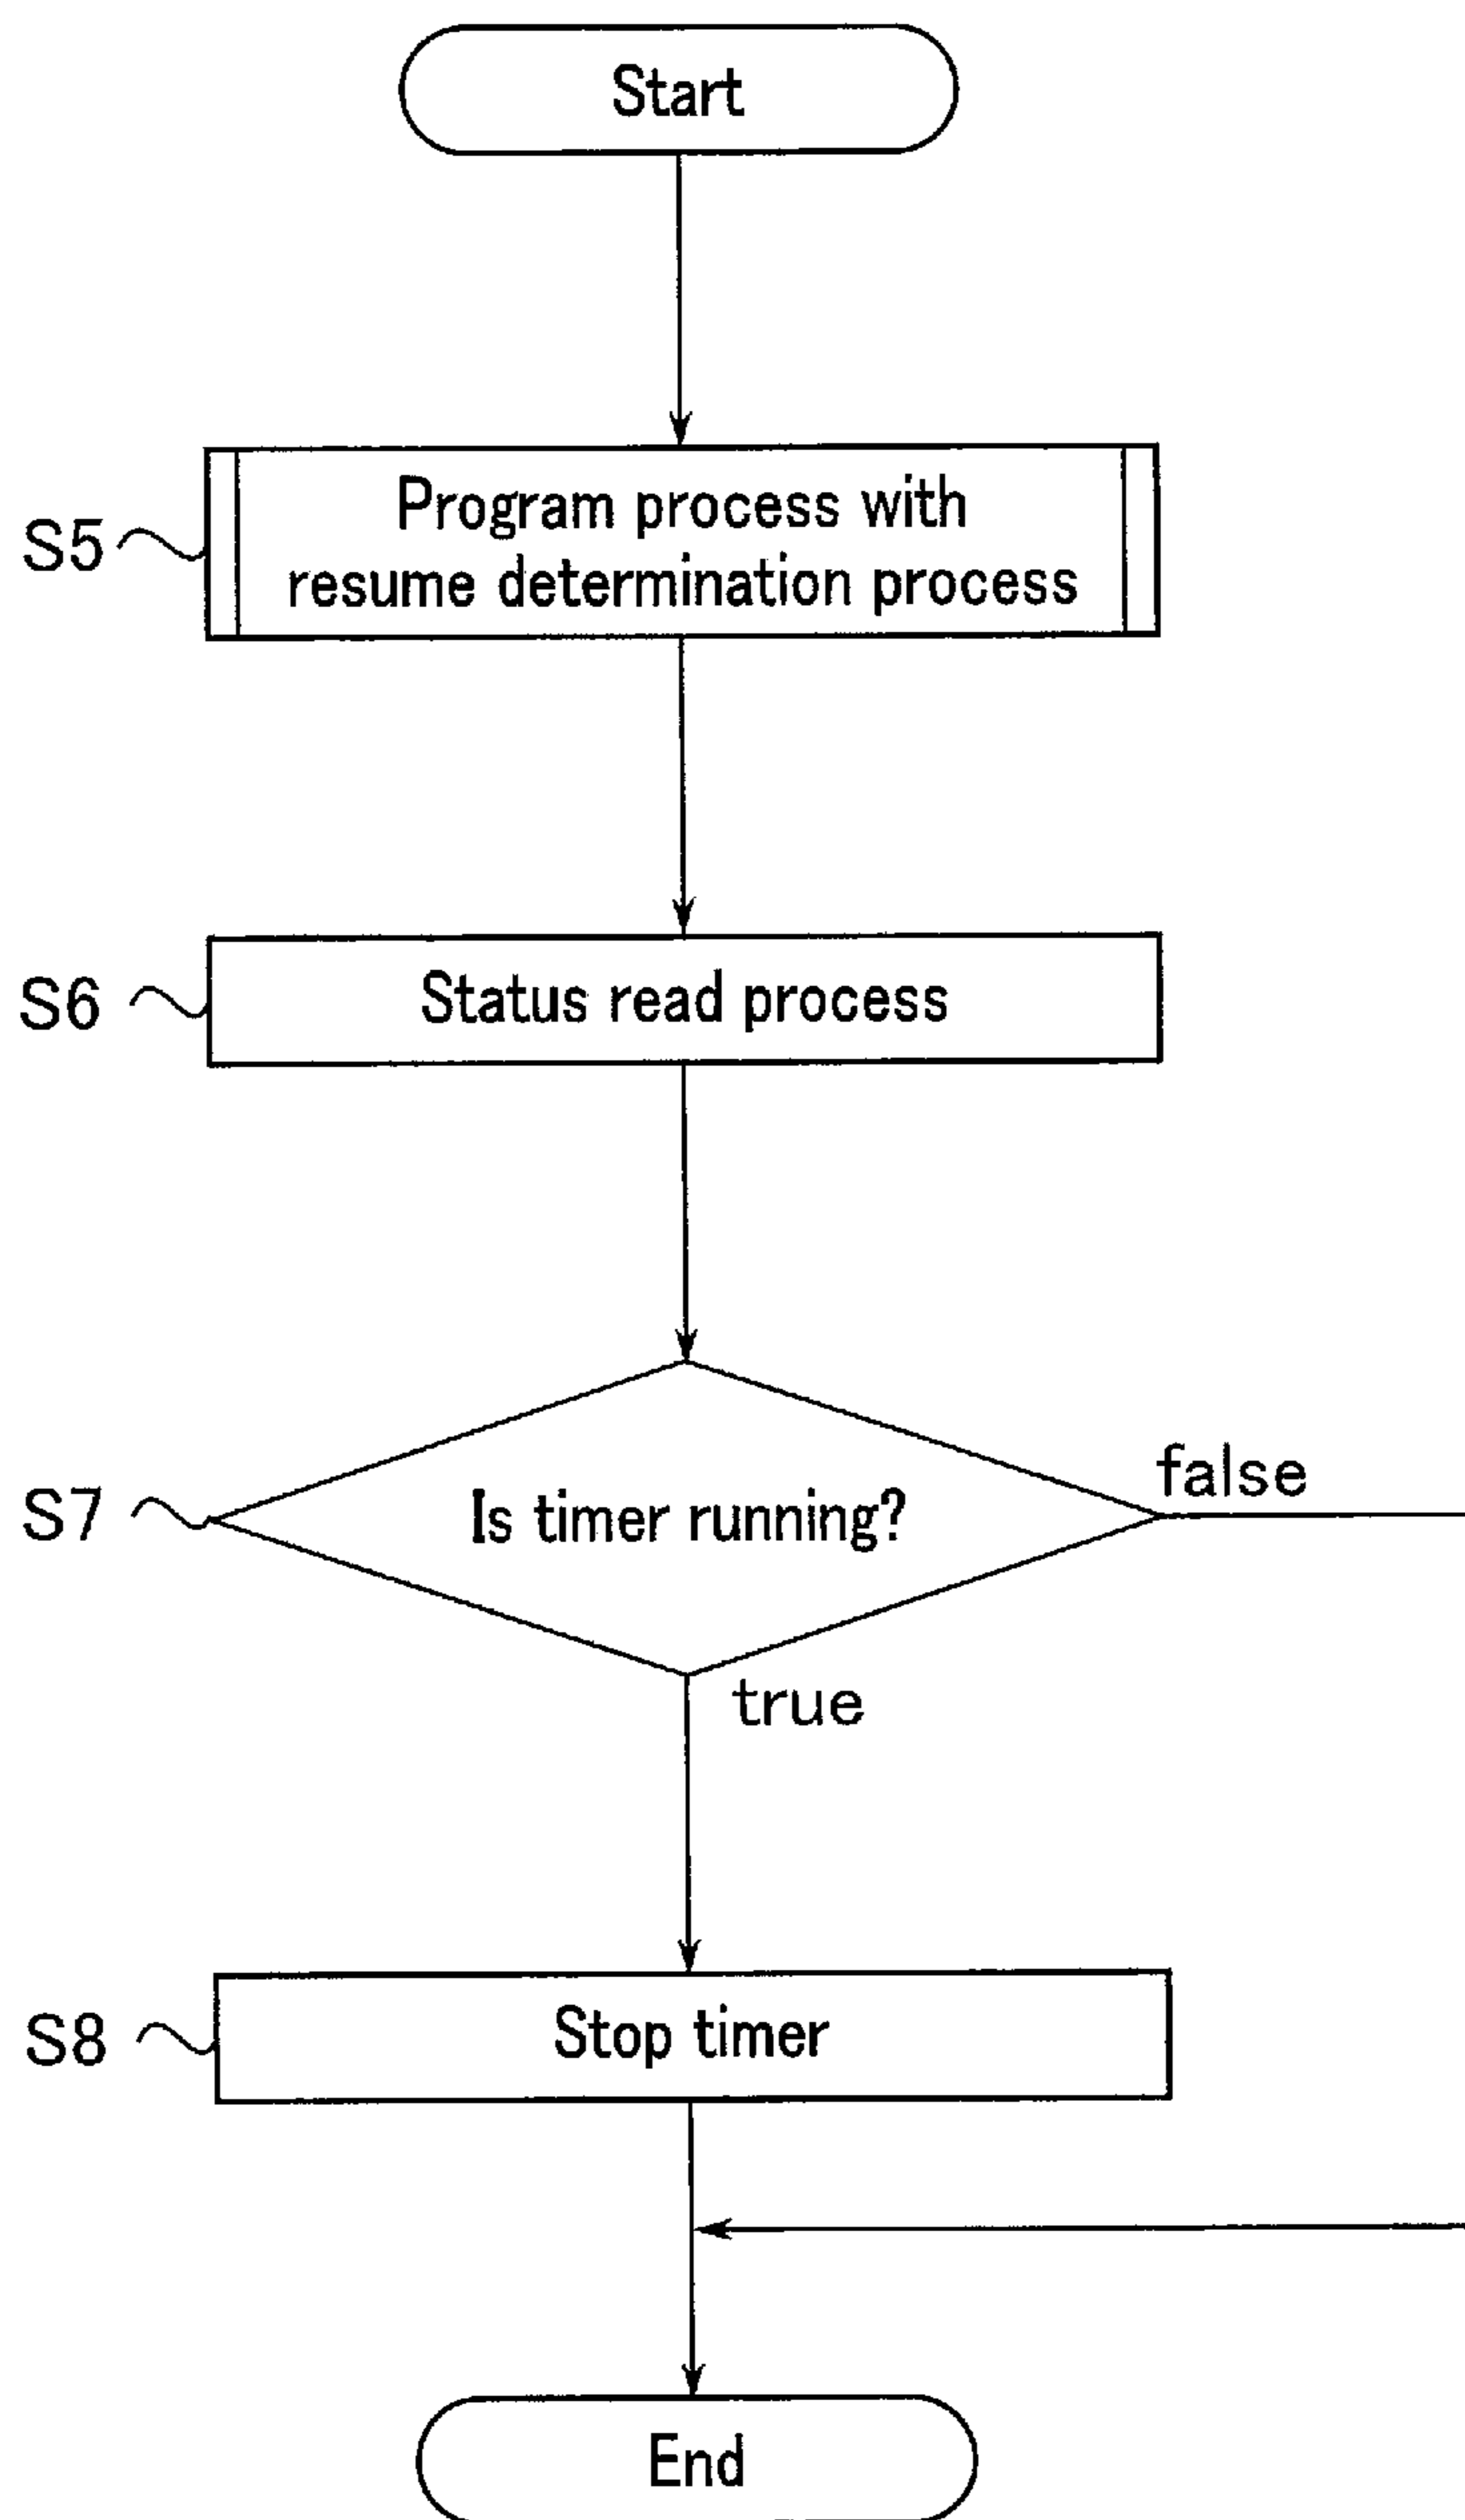 Start
S5
Program process with
resume determination process
S6
Status read process
S7
Is timer running?
false
true
S8
Stop timer
End